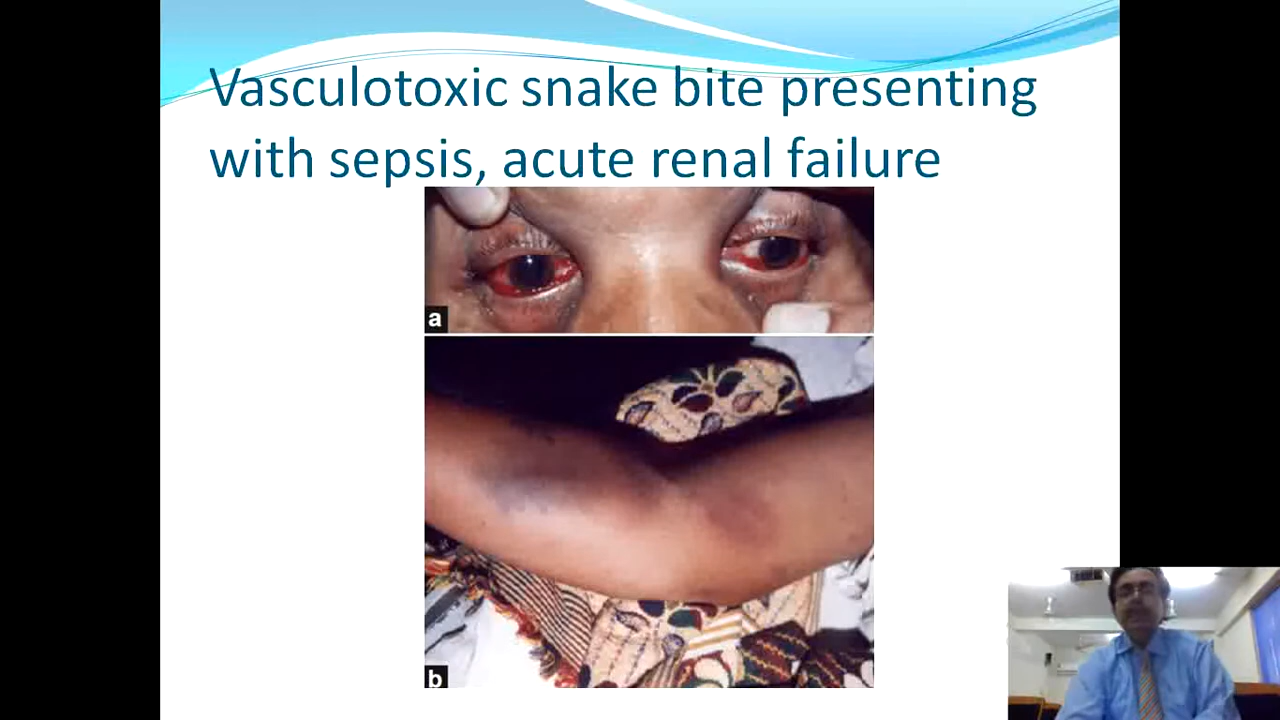 Vasculotoxic snake bite presenting
with sepsis, acute renal failure
a
b